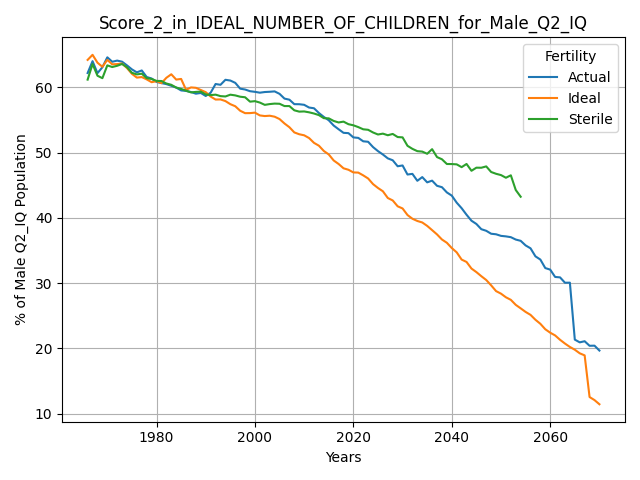 Score_2_in_IDEAL_NUMBER_OF_CHILDREN_for_Male_Q2_IQ
Fertility
Actual
Ideal
Sterile
% of Male Q2_IQ Population
60
50
40
30
20
10
1980
2000
2020
2040
2060
Years